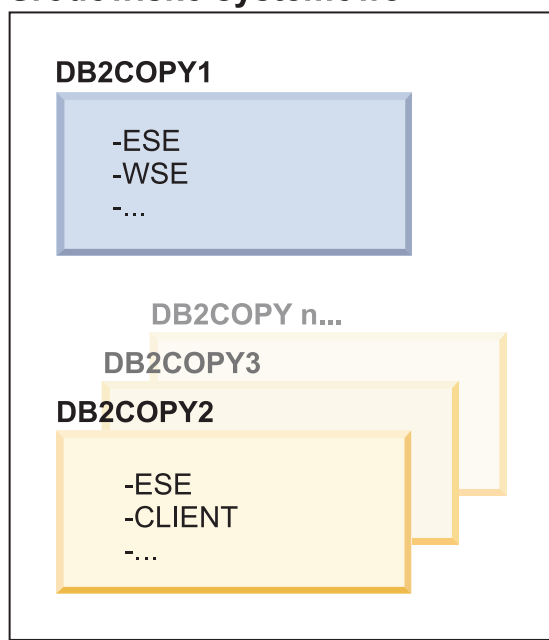 DB2COPY1
-ESE
-WSE
-...
DB2COPY n...
DB2COPY3
DB2COPY2
-ESE
-CLIENT
-...